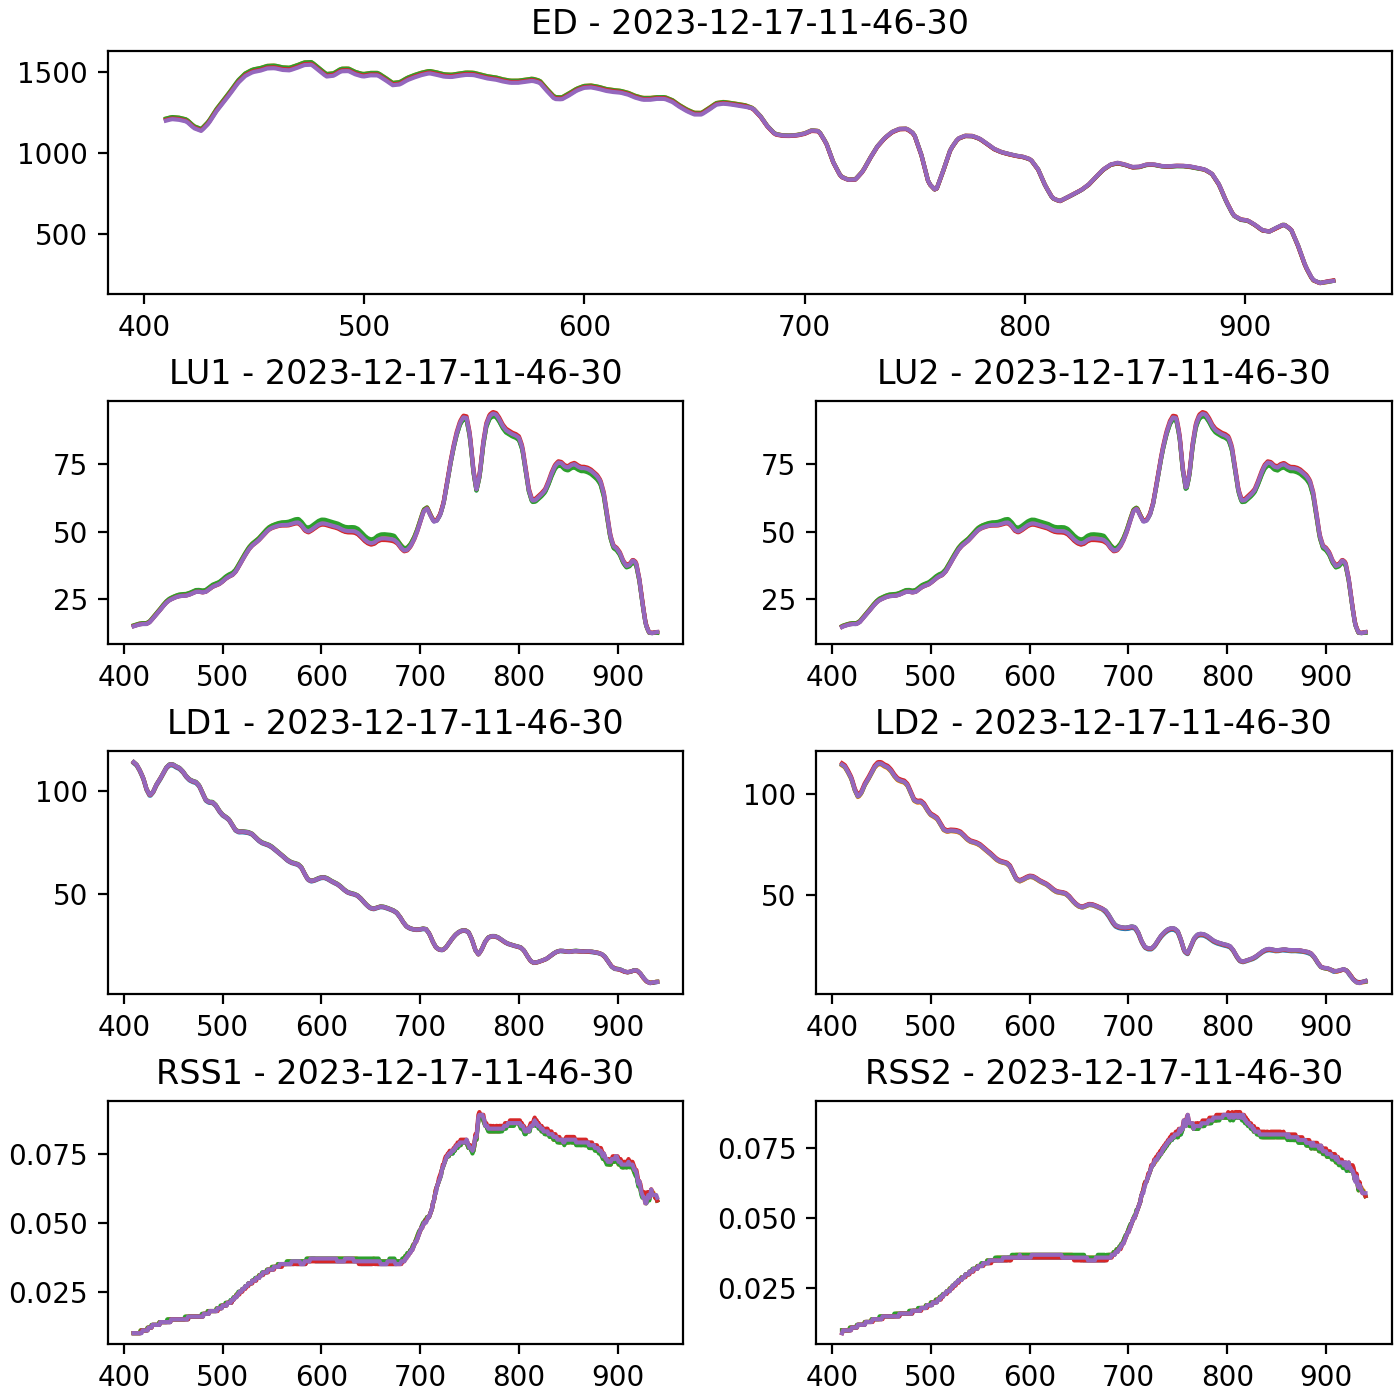 ED - 2023-12-17-11-46-30
1500
1000
500
400 500 600 700 800 900
LU1 - 2023-12-17-11-46-30
75
50
25
400 500 600 700 800 900
LU2 - 2023-12-17-11-46-30
75
50
25
400 500 600 700 800 900
LD1 - 2023-12-17-11-46-30
100
50
400 500 600 700 800 900
LD2 - 2023-12-17-11-46-30
100
50
400 500 600 700 800 900
RSS1 - 2023-12-17-11-46-30
0.075
0.050
0.025
400 500 600 700 800 900
RSS2 - 2023-12-17-11-46-30
0.075
0.050
0.025
400 500 600 700 800 900